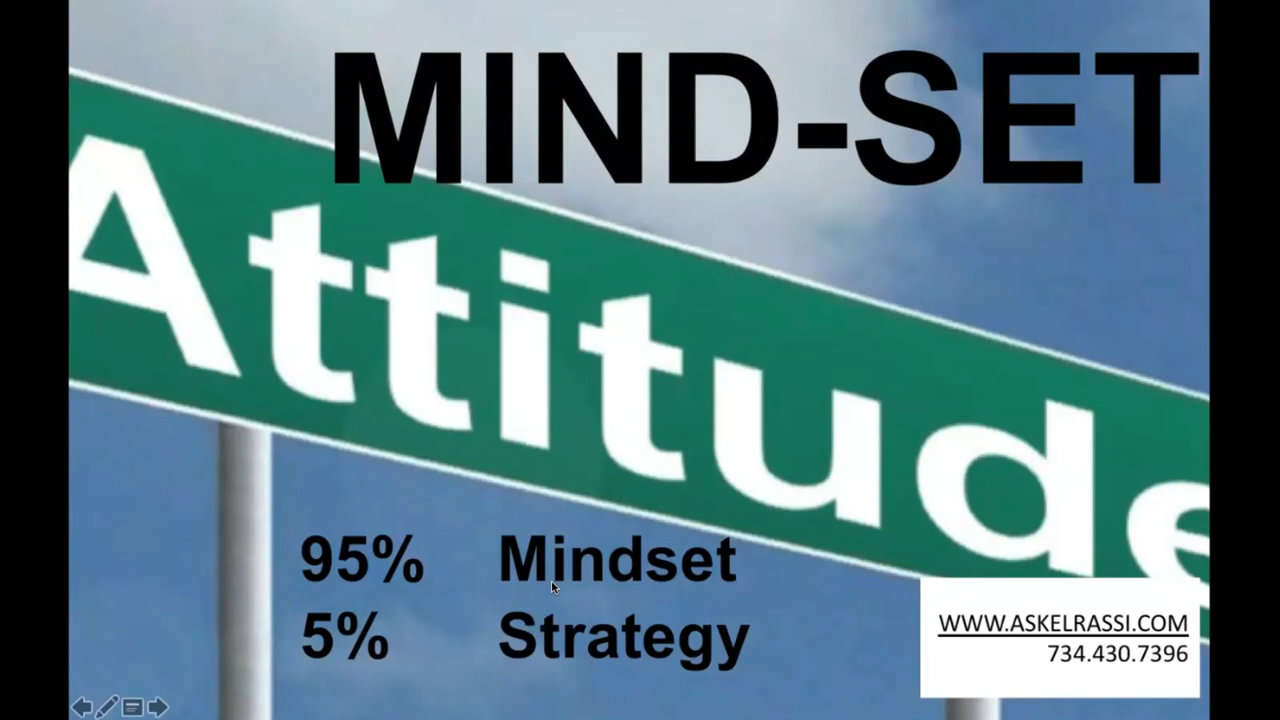 MIND-SET
Attitude
95% Mindset
5% Strategy
WWW.ASKELRASSI.COM
734.430.7396